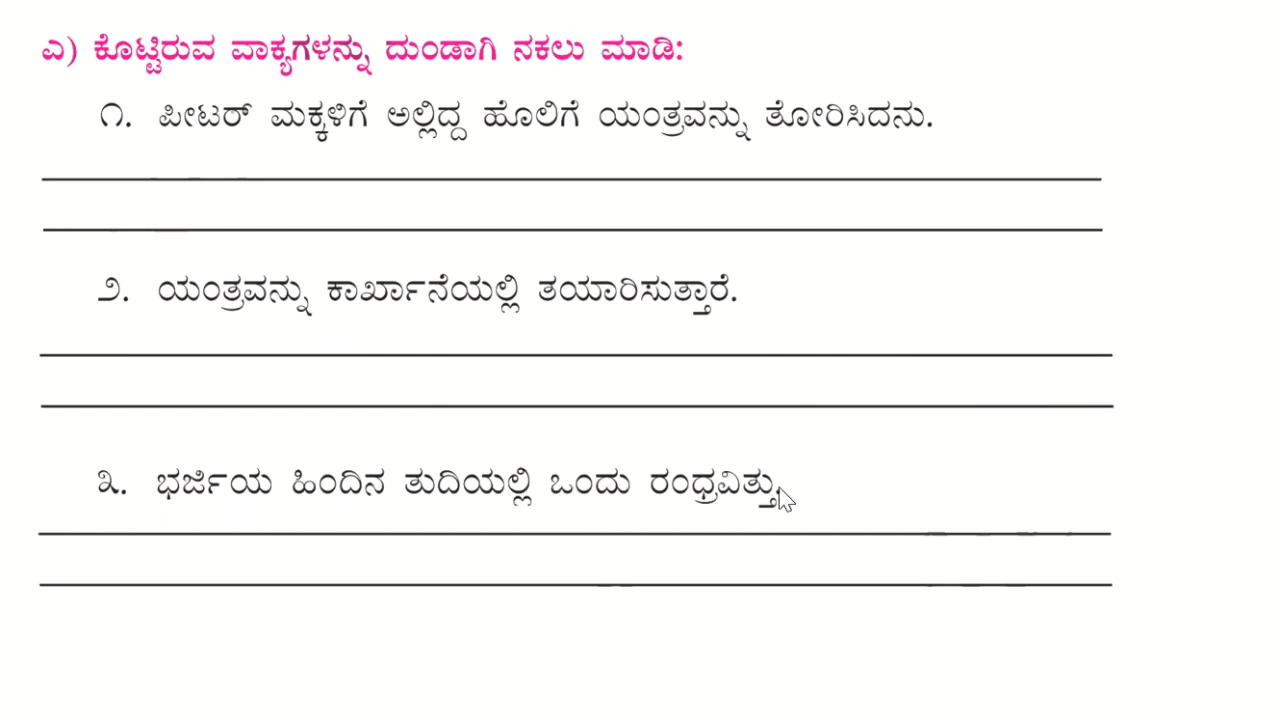 ಎ) ಕೊಟ್ಟಿರುವ ವಾಕ್ಯಗಳನ್ನು ದುಂಡಾಗಿ ನಕಲು ಮಾಡಿ:
೧. ಪೀಟರ್ ಮಕ್ಕಳಿಗೆ ಅಲ್ಲಿದ್ದ ಹೊಲಿಗೆ ಯಂತ್ರವನ್ನು ತೋರಿಸಿದನು.
೨. ಯಂತ್ರವನ್ನು ಕಾರ್ಖಾನೆಯಲ್ಲಿ ತಯಾರಿಸುತ್ತಾರೆ.
೩. ಭರ್ಜಿಯ ಹಿಂದಿನ ತುದಿಯಲ್ಲಿ ಒಂದು ರಂಧ್ರವಿತ್ತು